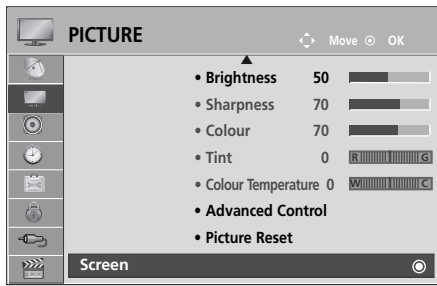 PICTURE Move OK
• Brightness 50
• Sharpness 70
• Colour 70
• Tint 0 R G
• Colour Temperature 0 W C
• Advanced Control
• Picture Reset
Screen